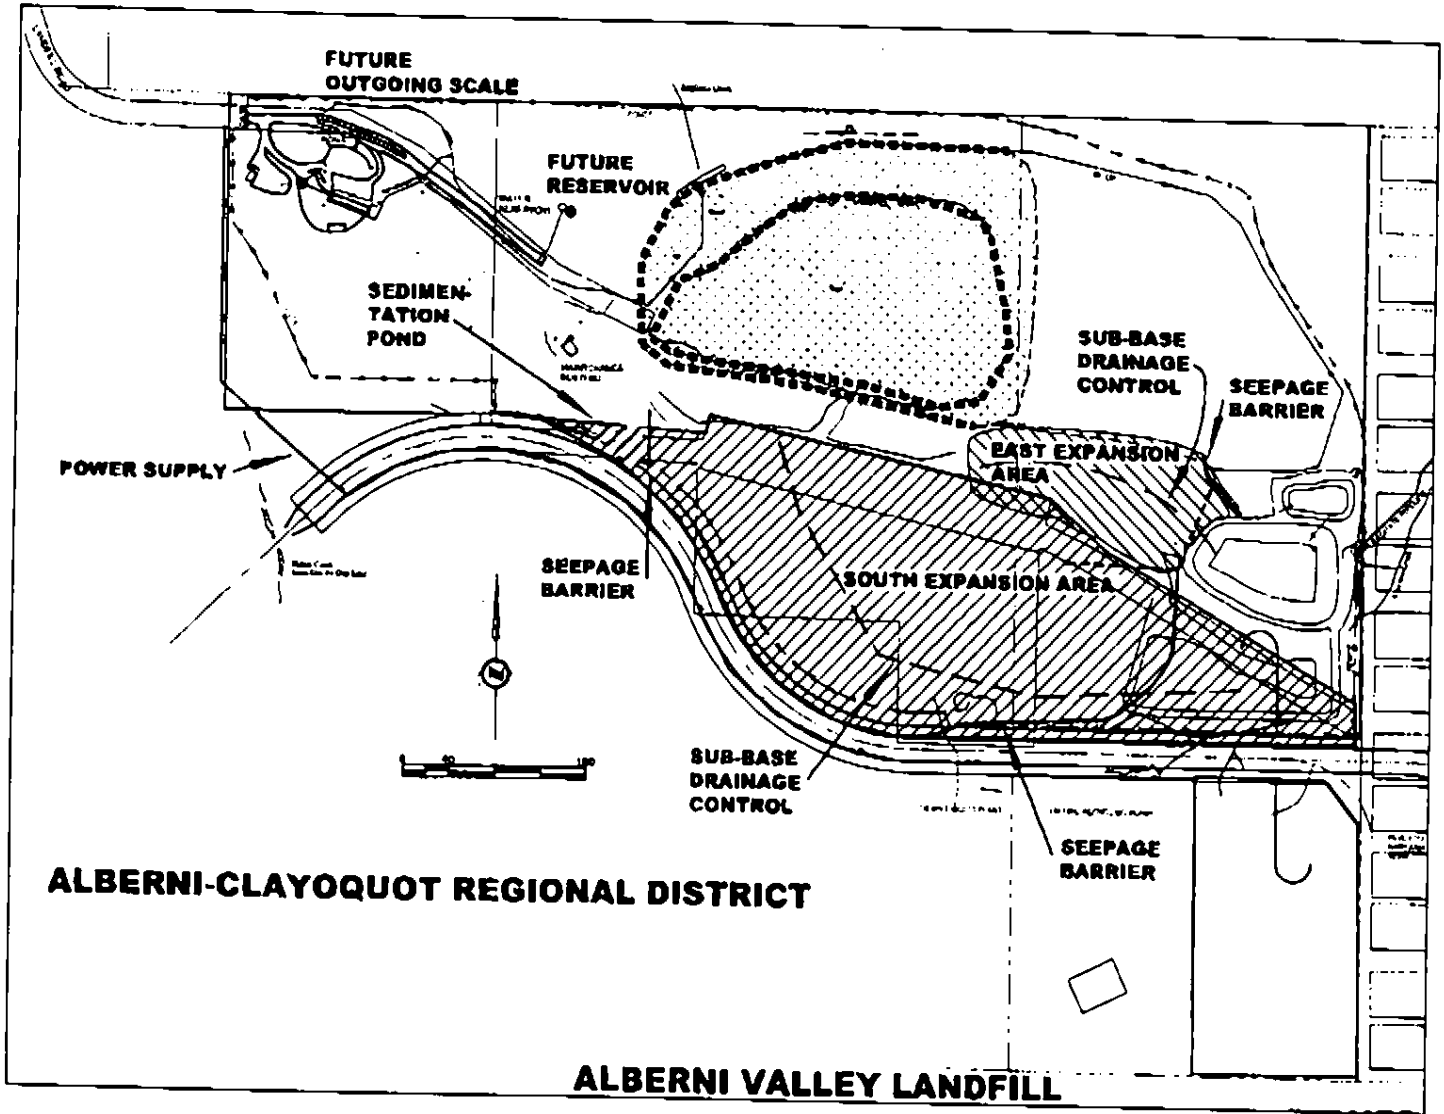 FUTURE
OUTGOING SCALE
FUTURE
RESERVOIR
SEDIMEN-
TATION
POND
SUB-BASE
DRAINAGE
CONTROL
SEEPAGE
BARRIER
POWER SUPPLY
EAST EXPANSION
AREA
SEEPAGE
BARRIER
SOUTH EXPANSION AREA
SUB-BASE
DRAINAGE
CONTROL
SEEPAGE
BARRIER
ALBERNI-CLAYOQUOT REGIONAL DISTRICT
ALBERNI VALLEY LANDFILL